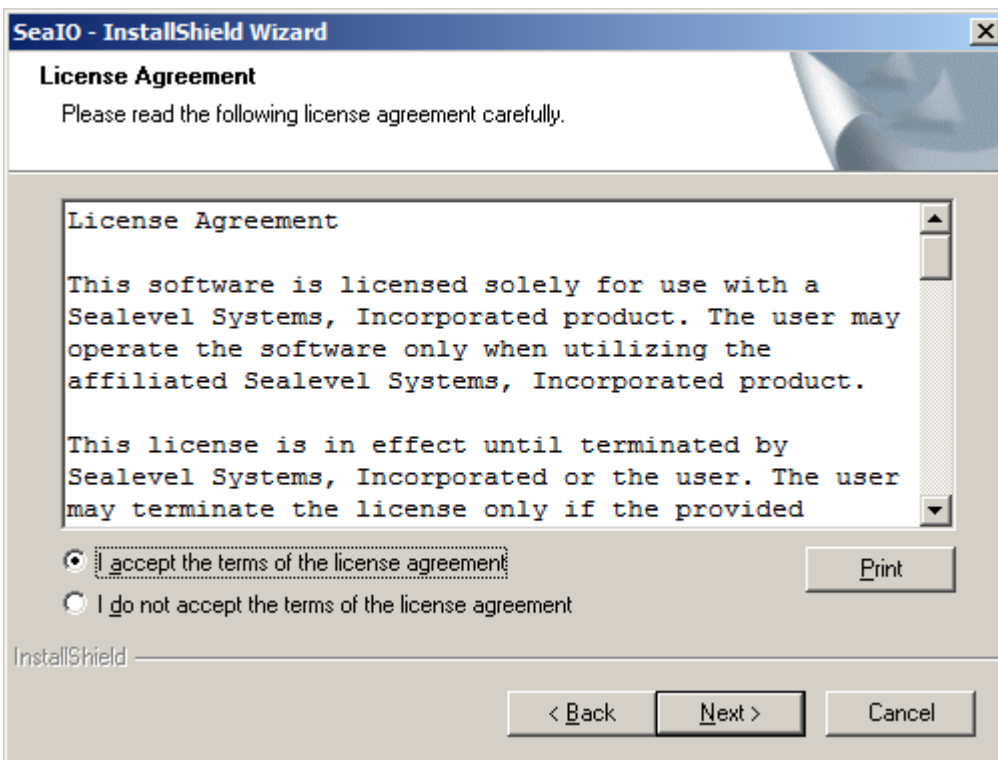 SeaIO - InstallShield Wizard
License Agreement
Please read the following license agreement carefully.
License Agreement
This software is licensed solely for use with a
Sealevel Systems, Incorporated product. The user may
operate the software only when utilizing the
affiliated Sealevel Systems, Incorporated product.
This license is in effect until terminated by
Sealevel Systems, Incorporated or the user. The user
may terminate the license only if the provided
I accept the terms of the license agreement
Print
I do not accept the terms of the license agreement
InstallShield
< Back
Next >
Cancel